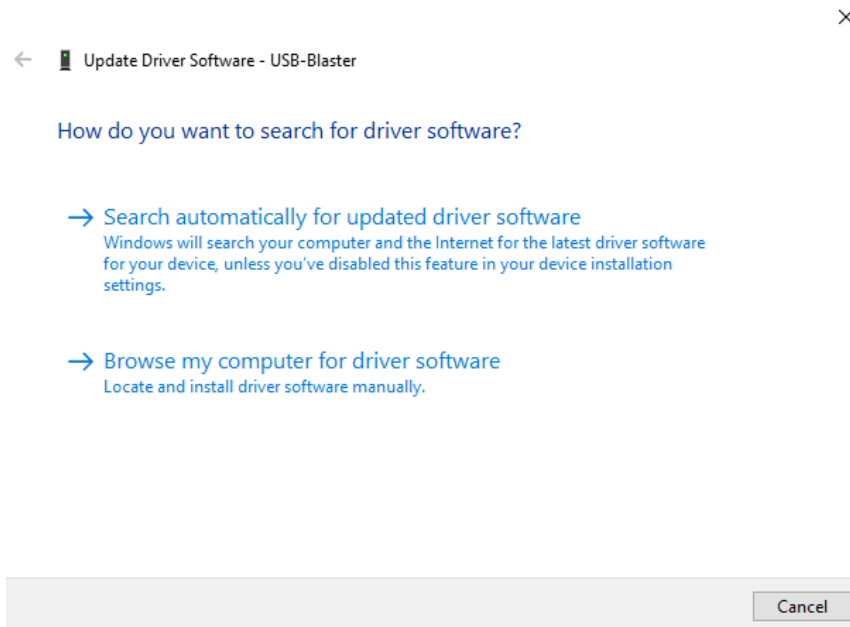 Update Driver Software - USB-Blaster
How do you want to search for driver software?
Search automatically for updated driver software
Windows will search your computer and the Internet for the latest driver software
for your device, unless you've disabled this feature in your device installation
settings.
Browse my computer for driver software
Locate and install driver software manually.
Cancel